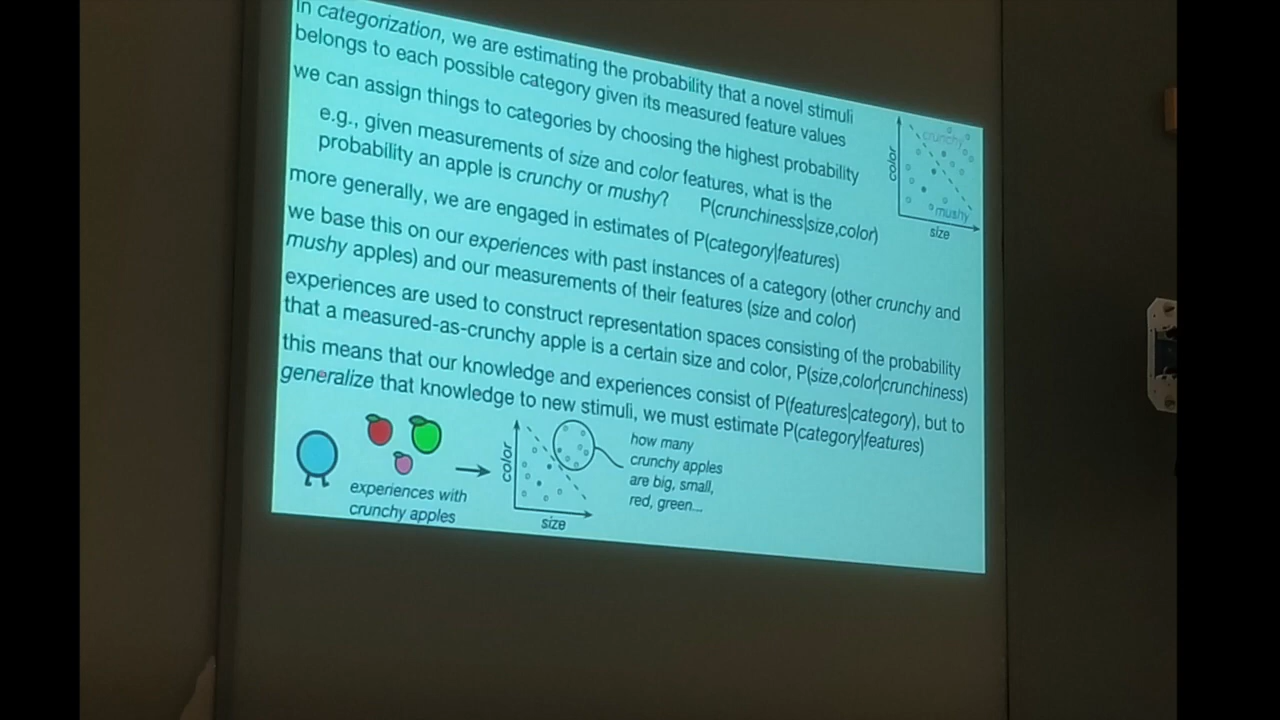 In categorization, we are estimating the probability that a novel stimuli
belongs to each possible category given its measured feature values
we can assign things to categories by choosing the highest probability
e.g., given measurements of size and color features, what is the
probability an apple is crunchy or mushy? P(crunchiness|size,color)
more generally, we are engaged in estimates of P(category|features)
we base this on our experiences with past instances of a category (other crunchy and
mushy apples) and our measurements of their features (size and color)
experiences are used to construct representation spaces consisting of the probability
that a measured-as-crunchy apple is a certain size and color, P(size,color|crunchiness)
this means that our knowledge and experiences consist of P(features|category), but to
generalize that knowledge to new stimuli, we must estimate P(category|features)
crunchy
color
mushy
size
experiences with
crunchy apples
color
size
how many
crunchy apples
are big, small,
red, green...